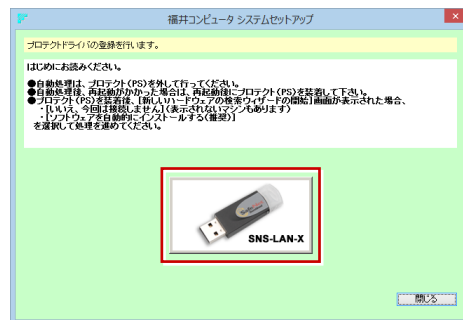 福井コンピュータ システムセットアップ
プロテクトドライバの登録を行います。
はじめにお読みください。
●自動処理は、プロテクト(PS)を外して行ってください。
●自動処理後、再起動がかかった場合は、再起動後にプロテクト(PS)を装着して下さい。
●プロテクト(PS)を装着後、[新しいハードウェアの検索ウィザードの開始]画面が表示された場合、
・[いいえ、今回は接続しません](表示されないマシンもあります)
・[ソフトウェアを自動的にインストールする(推奨)]
を選択して処理を進めてください。
SNS-LAN-X
閉じる